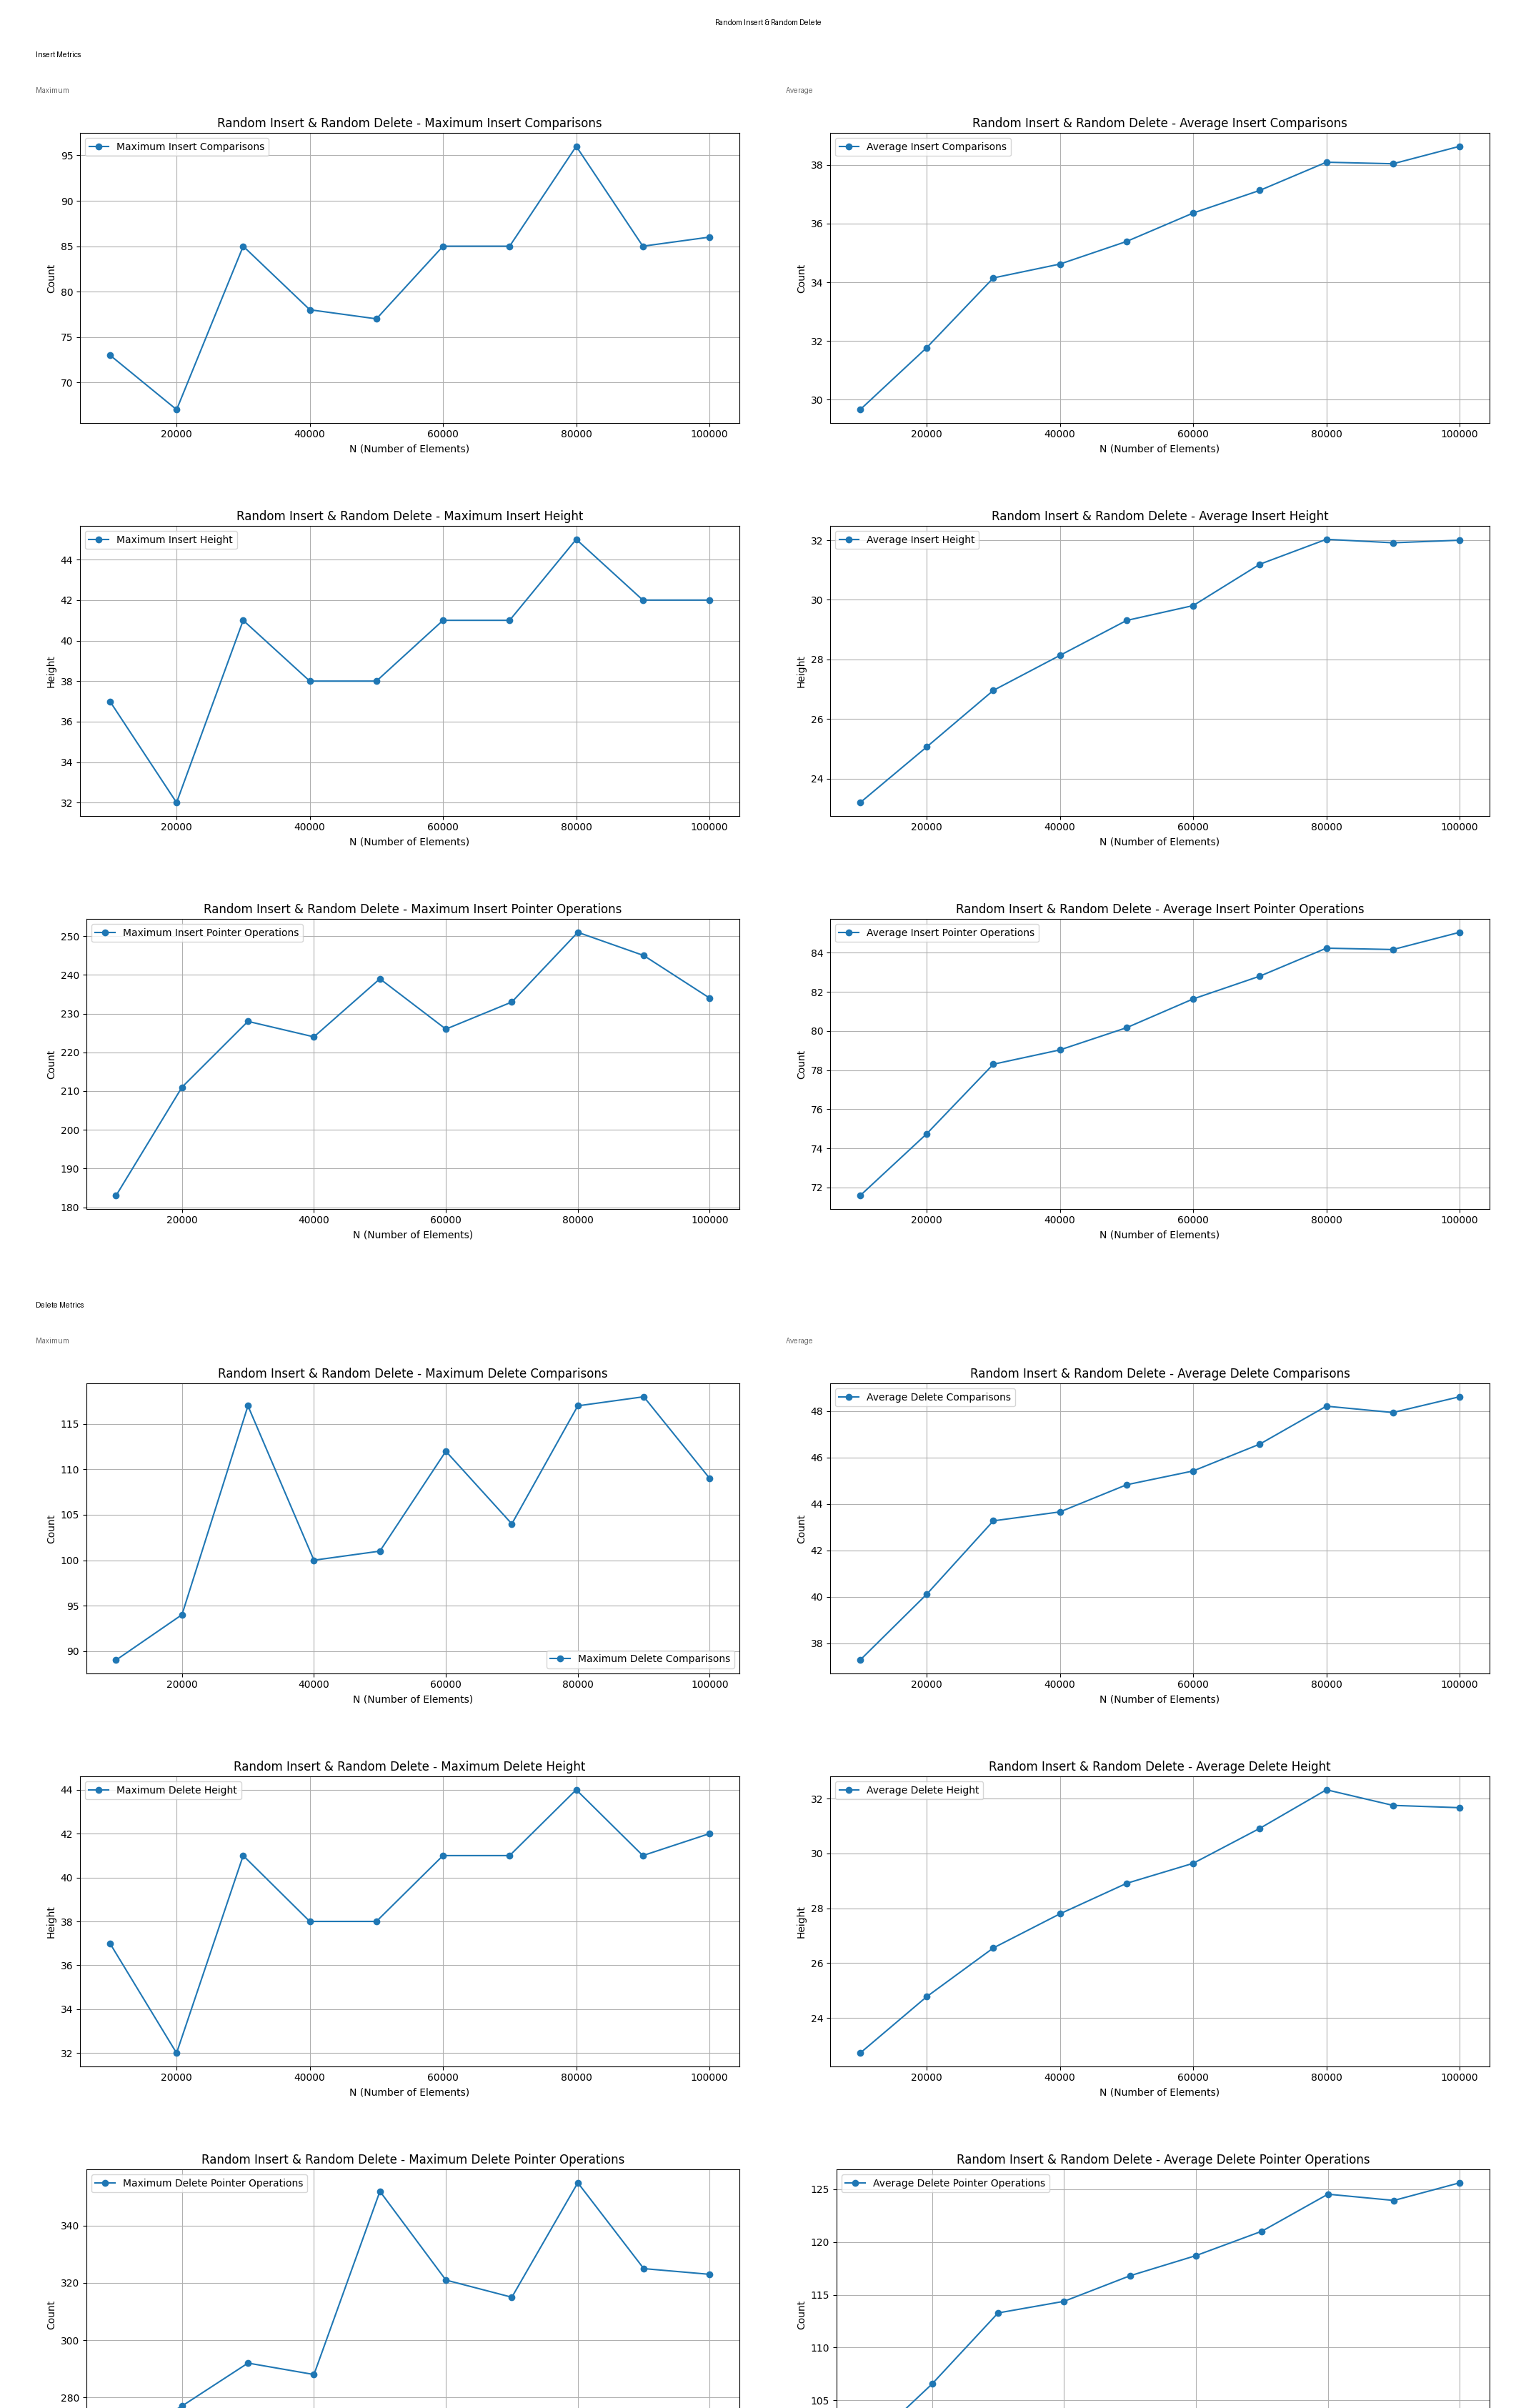 Random Insert & Random Delete
Insert Metrics
Maximum
Average
Random Insert & Random Delete - Maximum Insert Comparisons
Maximum Insert Comparisons
95
90
85
80
75
70
Count
20000 40000 60000 80000 100000
N (Number of Elements)
Random Insert & Random Delete - Average Insert Comparisons
Average Insert Comparisons
38
36
34
32
30
Count
20000 40000 60000 80000 100000
N (Number of Elements)
Random Insert & Random Delete - Maximum Insert Height
Maximum Insert Height
44
42
40
38
36
34
32
Height
20000 40000 60000 80000 100000
N (Number of Elements)
Random Insert & Random Delete - Average Insert Height
Average Insert Height
32
30
28
26
24
Height
20000 40000 60000 80000 100000
N (Number of Elements)
Random Insert & Random Delete - Maximum Insert Pointer Operations
Maximum Insert Pointer Operations
250
240
230
220
210
200
190
180
Count
20000 40000 60000 80000 100000
N (Number of Elements)
Random Insert & Random Delete - Average Insert Pointer Operations
Average Insert Pointer Operations
84
82
80
78
76
74
72
Count
20000 40000 60000 80000 100000
N (Number of Elements)
Delete Metrics
Maximum
Average
Random Insert & Random Delete - Maximum Delete Comparisons
115
110
105
100
95
90
Count
Maximum Delete Comparisons
20000 40000 60000 80000 100000
N (Number of Elements)
Random Insert & Random Delete - Average Delete Comparisons
Average Delete Comparisons
48
46
44
42
40
38
Count
20000 40000 60000 80000 100000
N (Number of Elements)
Random Insert & Random Delete - Maximum Delete Height
Maximum Delete Height
44
42
40
38
36
34
32
Height
20000 40000 60000 80000 100000
N (Number of Elements)
Random Insert & Random Delete - Average Delete Height
Average Delete Height
32
30
28
26
24
Height
20000 40000 60000 80000 100000
N (Number of Elements)
Random Insert & Random Delete - Maximum Delete Pointer Operations
Maximum Delete Pointer Operations
340
320
300
280
Count
Random Insert & Random Delete - Average Delete Pointer Operations
Average Delete Pointer Operations
125
120
115
110
105
Count